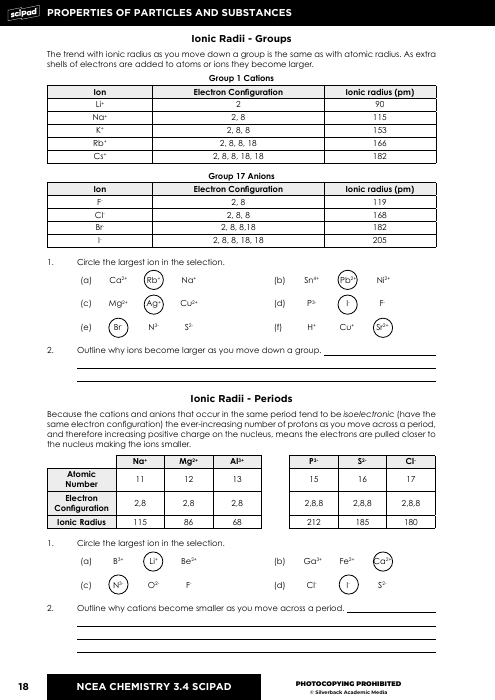 scipad PROPERTIES OF PARTICLES AND SUBSTANCES
Ionic Radii - Groups
The trend with ionic radius as you move down a group is the same as with atomic radius. As extra
shells of electrons are added to atoms or ions they become larger.
Group 1 Cations
Ion Electron Configuration Ionic radius (pm)
Li⁺ 2 90
Na⁺ 2, 8 115
K⁺ 2, 8, 8 153
Rb⁺ 2, 8, 8, 18 166
Cs⁺ 2, 8, 8, 18, 18 182
Group 17 Anions
Ion Electron Configuration Ionic radius (pm)
F⁻ 2, 8 119
Cl⁻ 2, 8, 8 168
Br⁻ 2, 8, 8,18 182
I⁻ 2, 8, 8, 18, 18 205
1. Circle the largest ion in the selection.
(a) Ca²⁺ Rb⁺ Na⁺ (b) Sn⁴⁺ Pb²⁺ Ni²⁺
(c) Mg²⁺ Ag⁺ Cu²⁺ (d) P³⁻ I⁻ F⁻
(e) Br⁻ N³⁻ S²⁻ (f) H⁺ Cu⁺ Sr²⁺
2. Outline why ions become larger as you move down a group.
Ionic Radii - Periods
Because the cations and anions that occur in the same period tend to be isoelectronic (have the
same electron configuration) the ever-increasing number of protons as you move across a period,
and therefore increasing positive charge on the nucleus, means the electrons are pulled closer to
the nucleus making the ions smaller.
Na⁺ Mg²⁺ Al³⁺ P³⁻ S²⁻ Cl⁻
Atomic Number 11 12 13 15 16 17
Electron Configuration 2,8 2,8 2,8 2,8,8 2,8,8 2,8,8
Ionic Radius 115 86 68 212 185 180
1. Circle the largest ion in the selection.
(a) B³⁺ Li⁺ Be²⁺ (b) Ga³⁺ Fe²⁺ Ca²⁺
(c) N³⁻ O²⁻ F⁻ (d) Cl⁻ I⁻ S²⁻
2. Outline why cations become smaller as you move across a period.
18 NCEA CHEMISTRY 3.4 SCIPAD PHOTOCOPYING PROHIBITED
© Silverback Academic Media